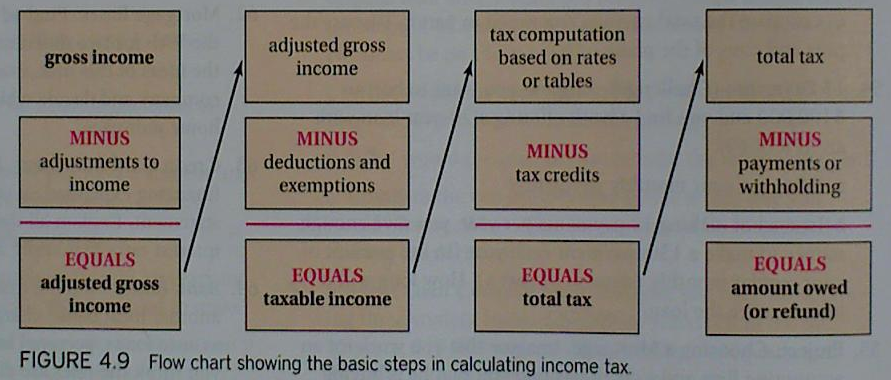 gross income
MINUS
adjustments to
income
EQUALS
adjusted gross
income
adjusted gross
income
MINUS
deductions and
exemptions
EQUALS
taxable income
tax computation
based on rates
or tables
MINUS
tax credits
EQUALS
total tax
total tax
MINUS
payments or
withholding
EQUALS
amount owed
(or refund)
FIGURE 4.9 Flow chart showing the basic steps in calculating income tax.